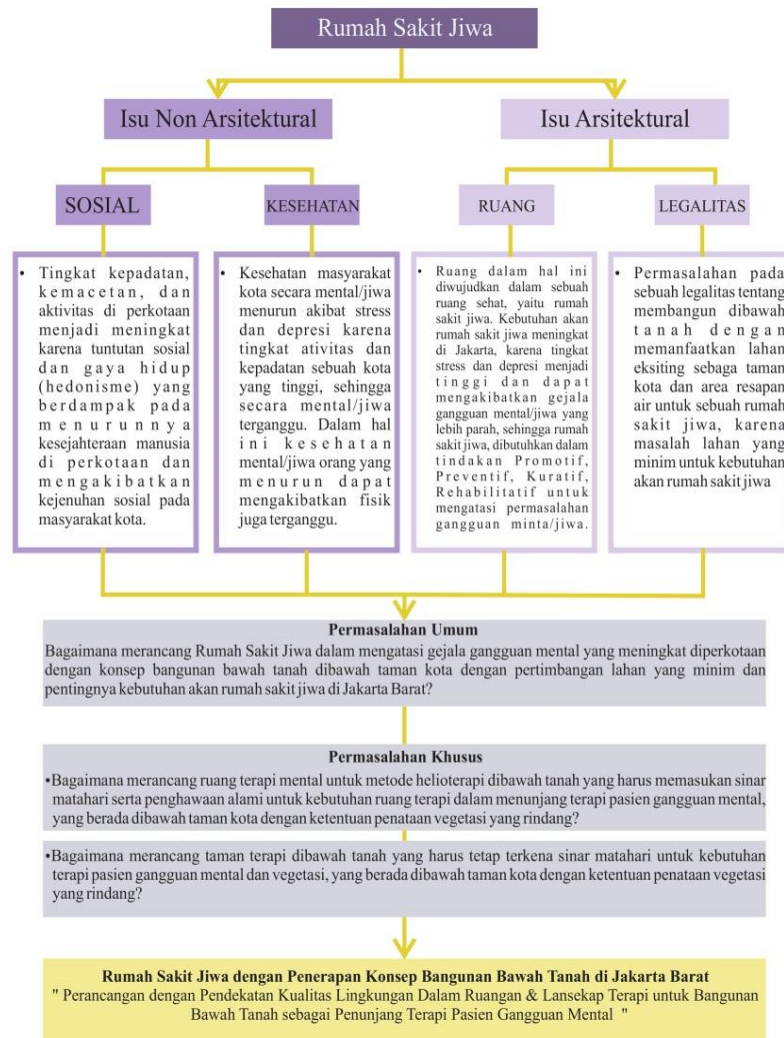 Rumah Sakit Jiwa
Isu Non Arsitektural
Isu Arsitektural
SOSIAL
KESEHATAN
RUANG
LEGALITAS
• Tingkat kepadatan,
kemacetan, dan
aktivitas di perkotaan
menjadi meningkat
karena tuntutan sosial
dan gaya hidup
(hedonisme) yang
berdampak pada
menurunnya
kesejahteraan manusia
di perkotaan dan
mengakibatkan
kejenuhan sosial pada
masyarakat kota.
• Kesehatan masyarakat
kota secara mental/jiwa
menurun akibat stress
dan depresi karena
tingkat ativitas dan
kepadatan sebuah kota
yang tinggi, sehingga
secara mental/jiwa
terganggu. Dalam hal
ini kesehatan
mental/jiwa orang yang
menurun dapat
mengakibatkan fisik
juga terganggu.
• Ruang dalam hal ini
diwujudkan dalam sebuah
ruang sehat, yaitu rumah
sakit jiwa. Kebutuhan akan
rumah sakit jiwa meningkat
di Jakarta, karena tingkat
stress dan depresi menjadi
tinggi dan dapat
mengakibatkan gejala
gangguan mental/jiwa yang
lebih parah, sehingga rumah
sakit jiwa, dibutuhkan dalam
tindakan Promotif,
Preventif, Kuratif,
Rehabilitatif untuk
mengatasi permasalahan
gangguan minta/jiwa.
• Permasalahan pada
sebuah legalitas tentang
membangun dibawah
tanah dengan
memanfaatkan lahan
eksiting sebagai taman
kota dan area resapan
air untuk sebuah rumah
sakit jiwa, karena
masalah lahan yang
minim untuk kebutuhan
akan rumah sakit jiwa
Permasalahan Umum
Bagaimana merancang Rumah Sakit Jiwa dalam mengatasi gejala gangguan mental yang meningkat diperkotaan
dengan konsep bangunan bawah tanah dibawah taman kota dengan pertimbangan lahan yang minim dan
pentingnya kebutuhan akan rumah sakit jiwa di Jakarta Barat?
Permasalahan Khusus
•Bagaimana merancang ruang terapi mental untuk metode helioterapi dibawah tanah yang harus memasukan sinar
matahari serta penghawaan alami untuk kebutuhan ruang terapi dalam menunjang terapi pasien gangguan mental,
yang berada dibawah taman kota dengan ketentuan penataan vegetasi yang rindang?
•Bagaimana merancang taman terapi dibawah tanah yang harus tetap terkena sinar matahari untuk kebutuhan
terapi pasien gangguan mental dan vegetasi, yang berada dibawah taman kota dengan ketentuan penataan vegetasi
yang rindang?
Rumah Sakit Jiwa dengan Penerapan Konsep Bangunan Bawah Tanah di Jakarta Barat
" Perancangan dengan Pendekatan Kualitas Lingkungan Dalam Ruangan & Lansekap Terapi untuk Bangunan
Bawah Tanah sebagai Penunjang Terapi Pasien Gangguan Mental "